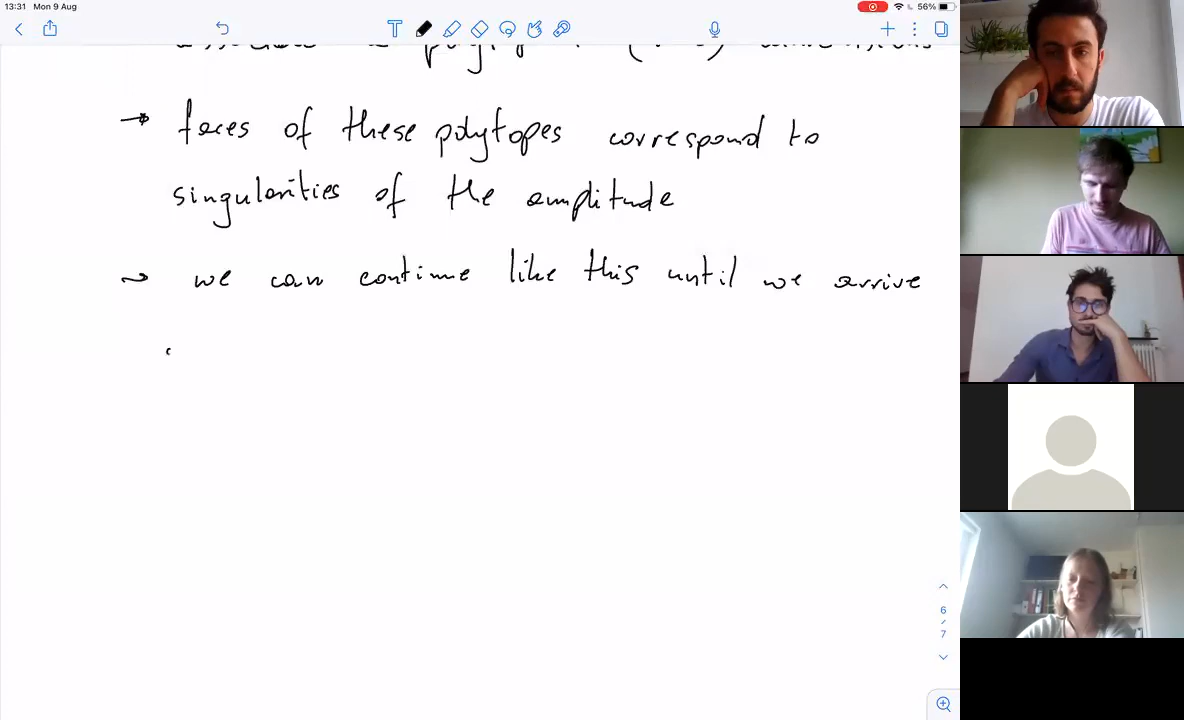 13:31 Mon 9 Aug
56%
T
→ faces of these polytopes correspond to
singularities of the amplitude
~ we can continue like this until we arrive
6
/
7